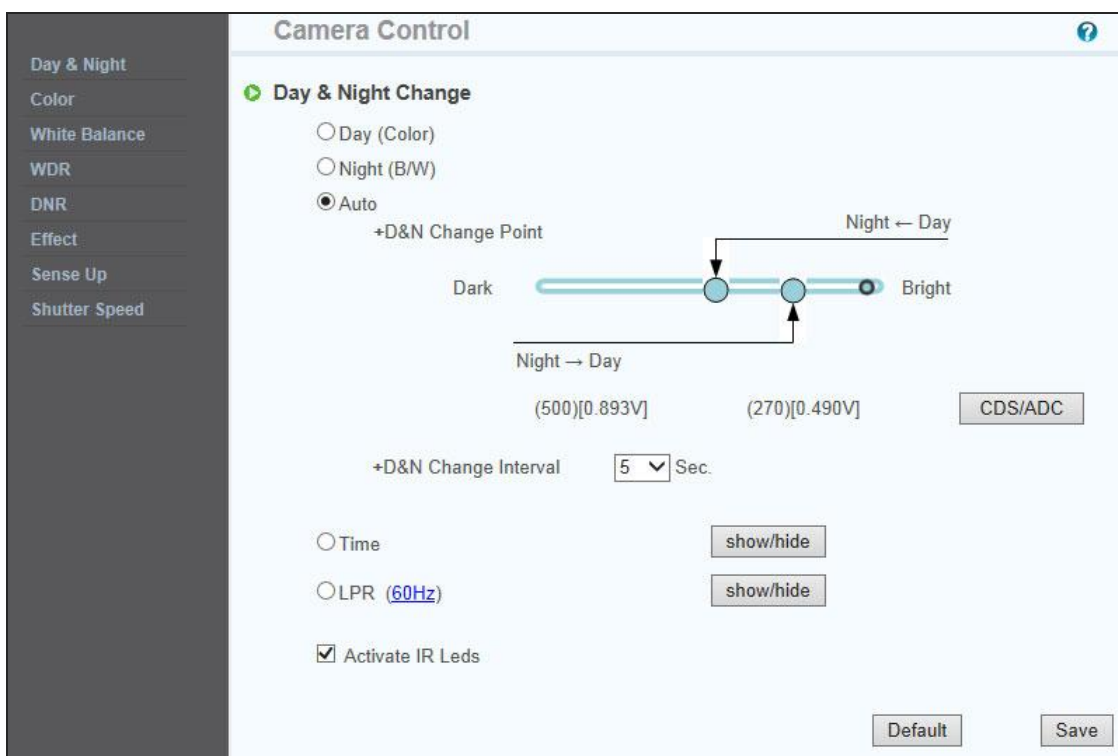 Camera Control
?
Day & Night
Color
White Balance
WDR
DNR
Effect
Sense Up
Shutter Speed
Day & Night Change
Day (Color)
Night (B/W)
Auto
+D&N Change Point
Night ← Day
Dark
Bright
Night → Day
(500)[0.893V] (270)[0.490V] CDS/ADC
+D&N Change Interval 5 Sec.
Time show/hide
LPR (60Hz) show/hide
Activate IR Leds
Default Save